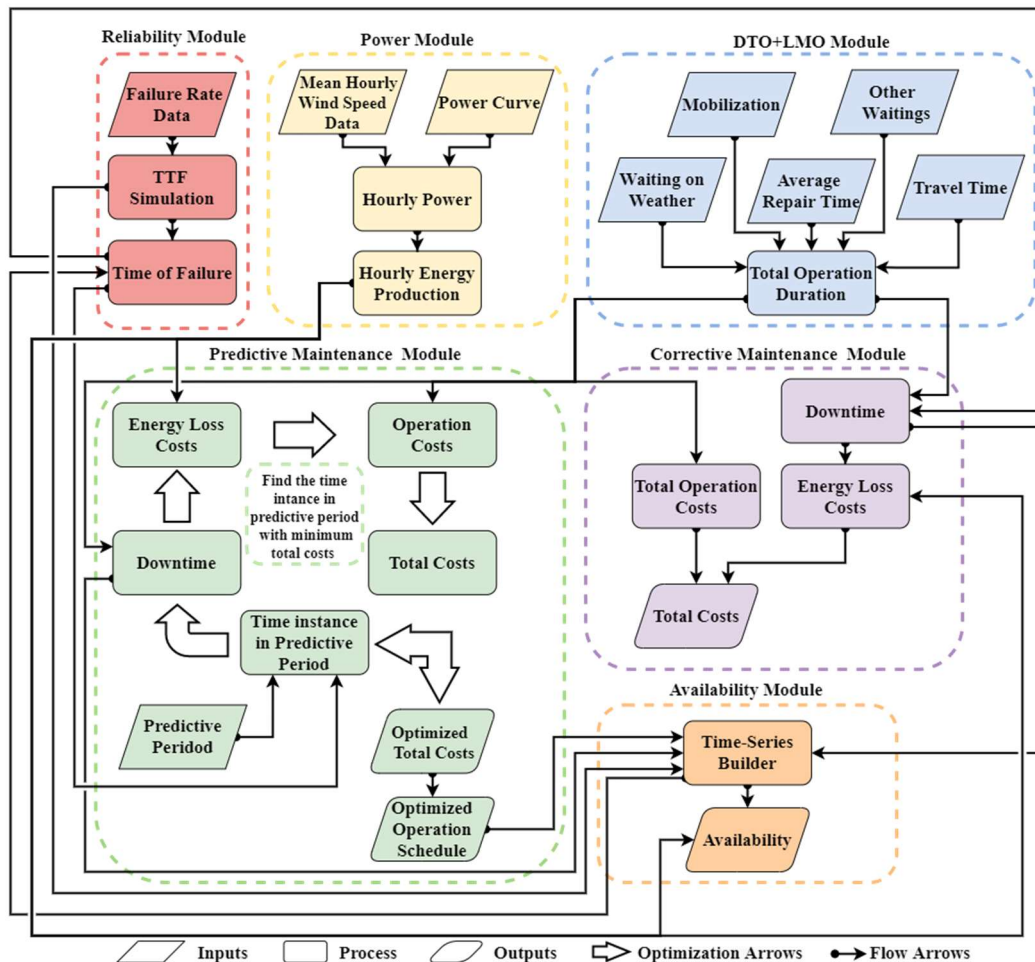 Reliability Module
Failure Rate
Data
TTF
Simulation
Time of Failure
Power Module
Mean Hourly
Wind Speed
Data
Power Curve
Hourly Power
Hourly Energy
Production
DTO+LMO Module
Mobilization
Other
Waitings
Waiting on
Weather
Average
Repair Time
Travel Time
Total Operation
Duration
Predictive Maintenance Module
Energy Loss
Costs
Operation
Costs
Find the time
intance in
predictive period
with minimum
total costs
Downtime
Total Costs
Time instance
in Predictive
Period
Predictive
Peridod
Optimized
Total Costs
Optimized
Operation
Schedule
Corrective Maintenance Module
Downtime
Total Operation
Costs
Energy Loss
Costs
Total Costs
Availability Module
Time-Series
Builder
Availability
Inputs
Process
Outputs
Optimization Arrows
Flow Arrows